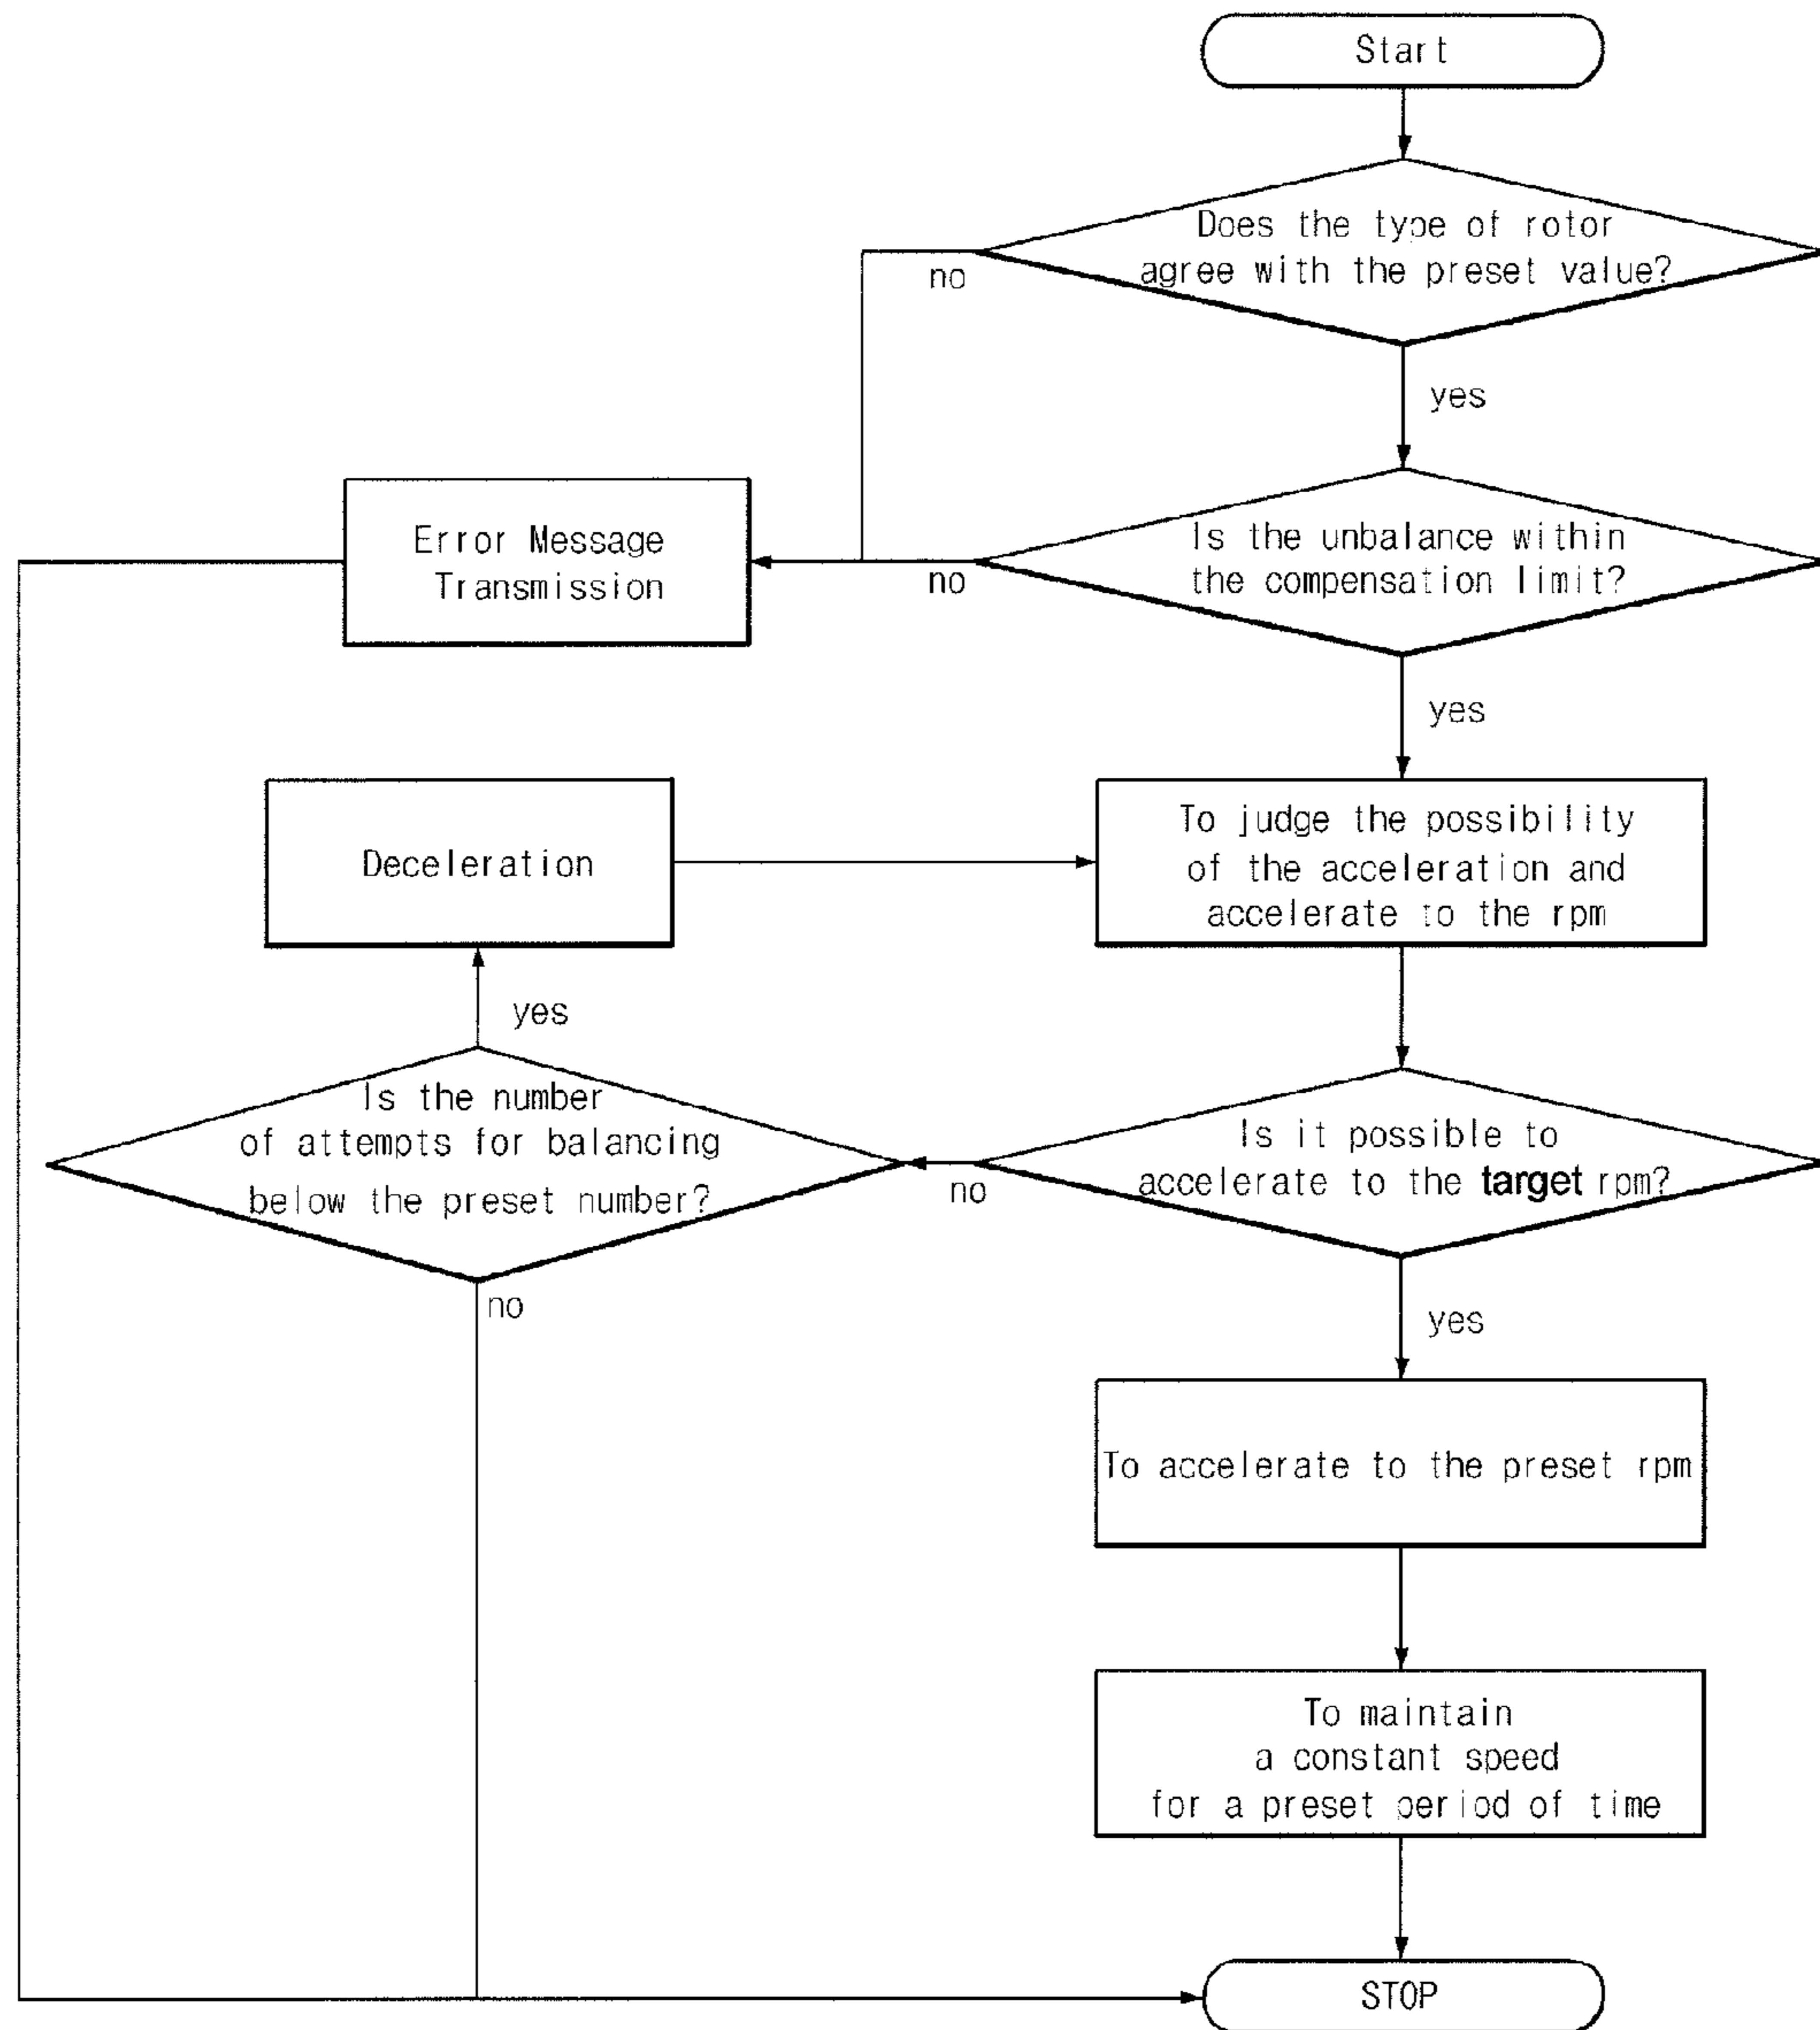 Start
Does the type of rotor
agree with the preset value?
no
yes
Error Message
Transmission
Is the unbalance within
the compensation limit?
no
yes
Deceleration
To judge the possibility
of the acceleration and
accelerate to the rpm
yes
Is the number
of attempts for balancing
below the preset number?
Is it possible to
accelerate to the target rpm?
no
no
yes
To accelerate to the preset rpm
To maintain
a constant speed
for a preset period of time
STOP